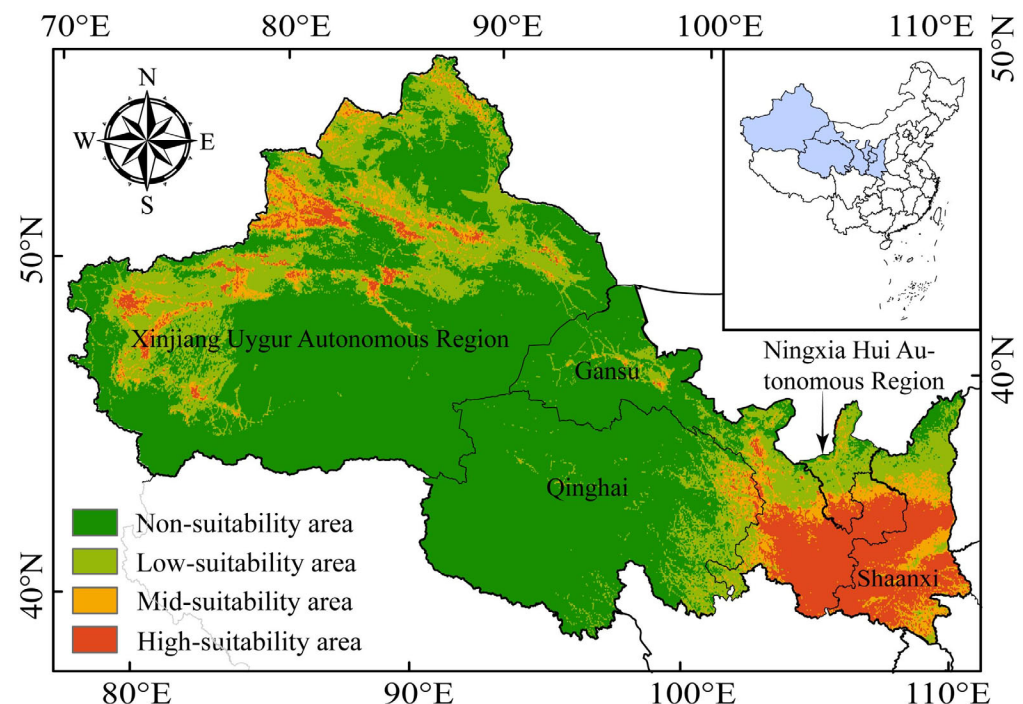 70°E 80°E 90°E 100°E 110°E
50°N
N
W E
S
50°N
Ningxia Hui Au-
tonomous Region
Xinjiang Uygur Autonomous Region
Gansu
40°N
Qinghai
Non-suitability area
Low-suitability area
Mid-suitability area
High-suitability area
Shaanxi
40°N
80°E 90°E 100°E 110°E